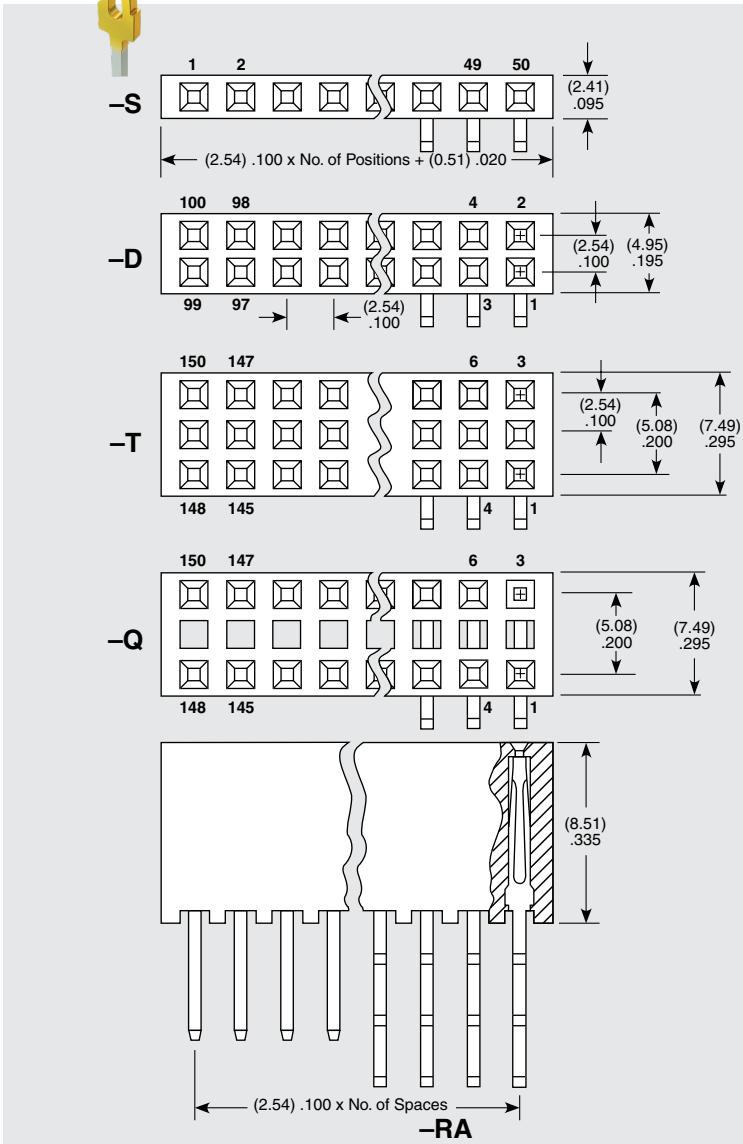 1 2 49 50
–S
(2.41)
.095
(2.54) .100 x No. of Positions + (0.51) .020
100 98 4 2
–D
(2.54)
.100
(4.95)
.195
99 97 3 1
(2.54)
.100
150 147 6 3
–T
(2.54)
.100
(5.08)
.200
(7.49)
.295
148 145 4 1
150 147 6 3
–Q
(5.08)
.200
(7.49)
.295
148 145 4 1
(8.51)
.335
(2.54) .100 x No. of Spaces
–RA